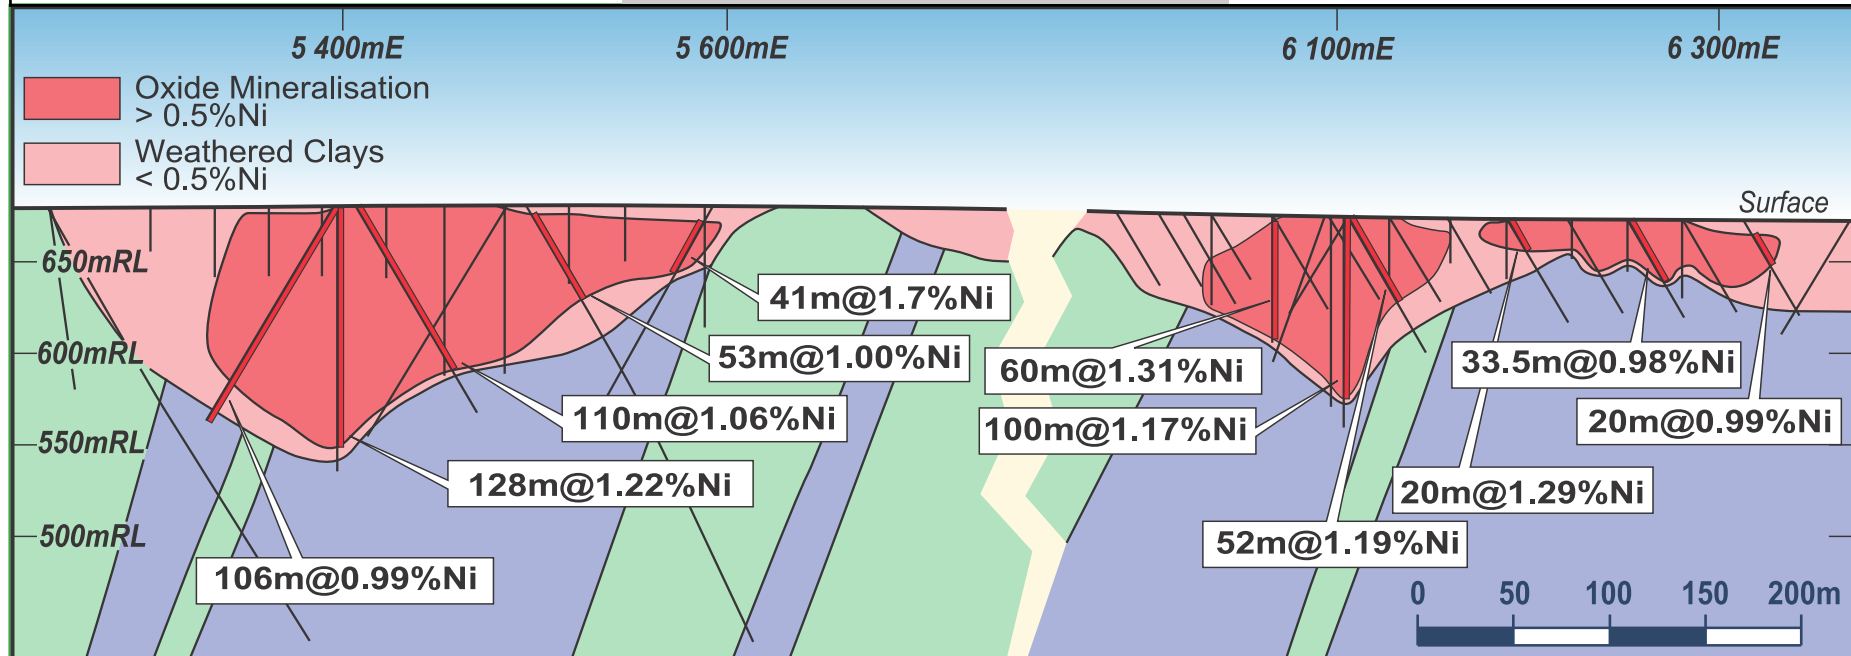 5 400mE
5 600mE
6 100mE
6 300mE
Oxide Mineralisation
> 0.5%Ni
Weathered Clays
< 0.5%Ni
Surface
650mRL
600mRL
550mRL
500mRL
41m@1.7%Ni
53m@1.00%Ni
110m@1.06%Ni
128m@1.22%Ni
106m@0.99%Ni
60m@1.31%Ni
100m@1.17%Ni
52m@1.19%Ni
33.5m@0.98%Ni
20m@0.99%Ni
20m@1.29%Ni
0 50 100 150 200m